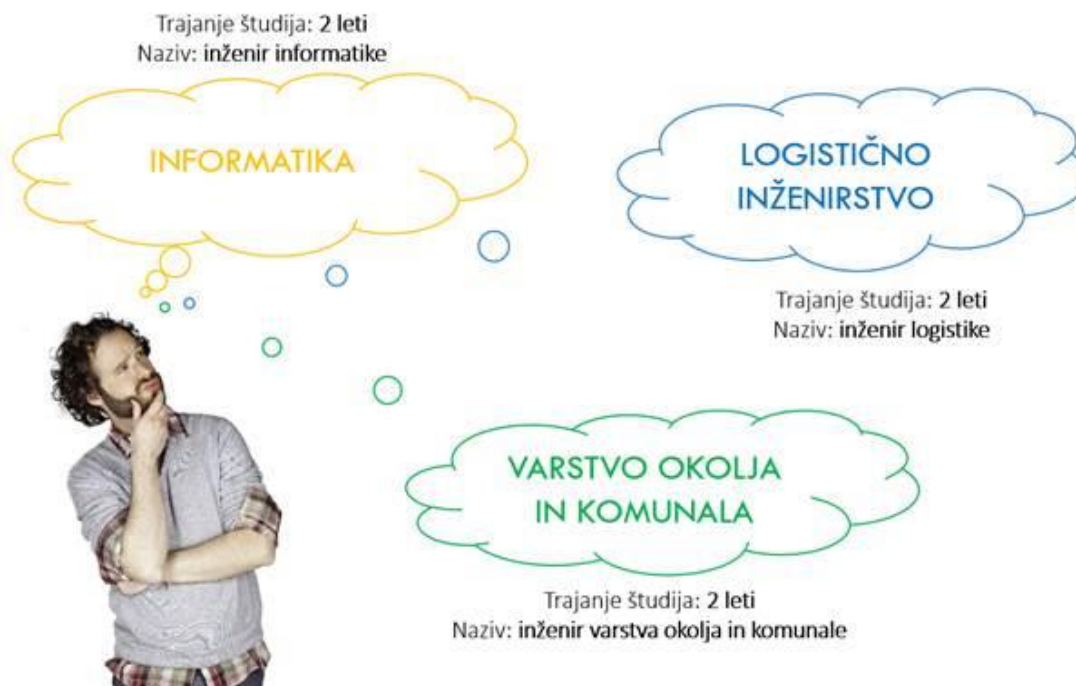 Trajanje študija: 2 leti
Naziv: inženir informatike
INFORMATIKA
LOGISTIČNO
INŽENIRSTVO
Trajanje študija: 2 leti
Naziv: inženir logistike
VARSTVO OKOLJA
IN KOMUNALA
Trajanje študija: 2 leti
Naziv: inženir varstva okolja in komunale